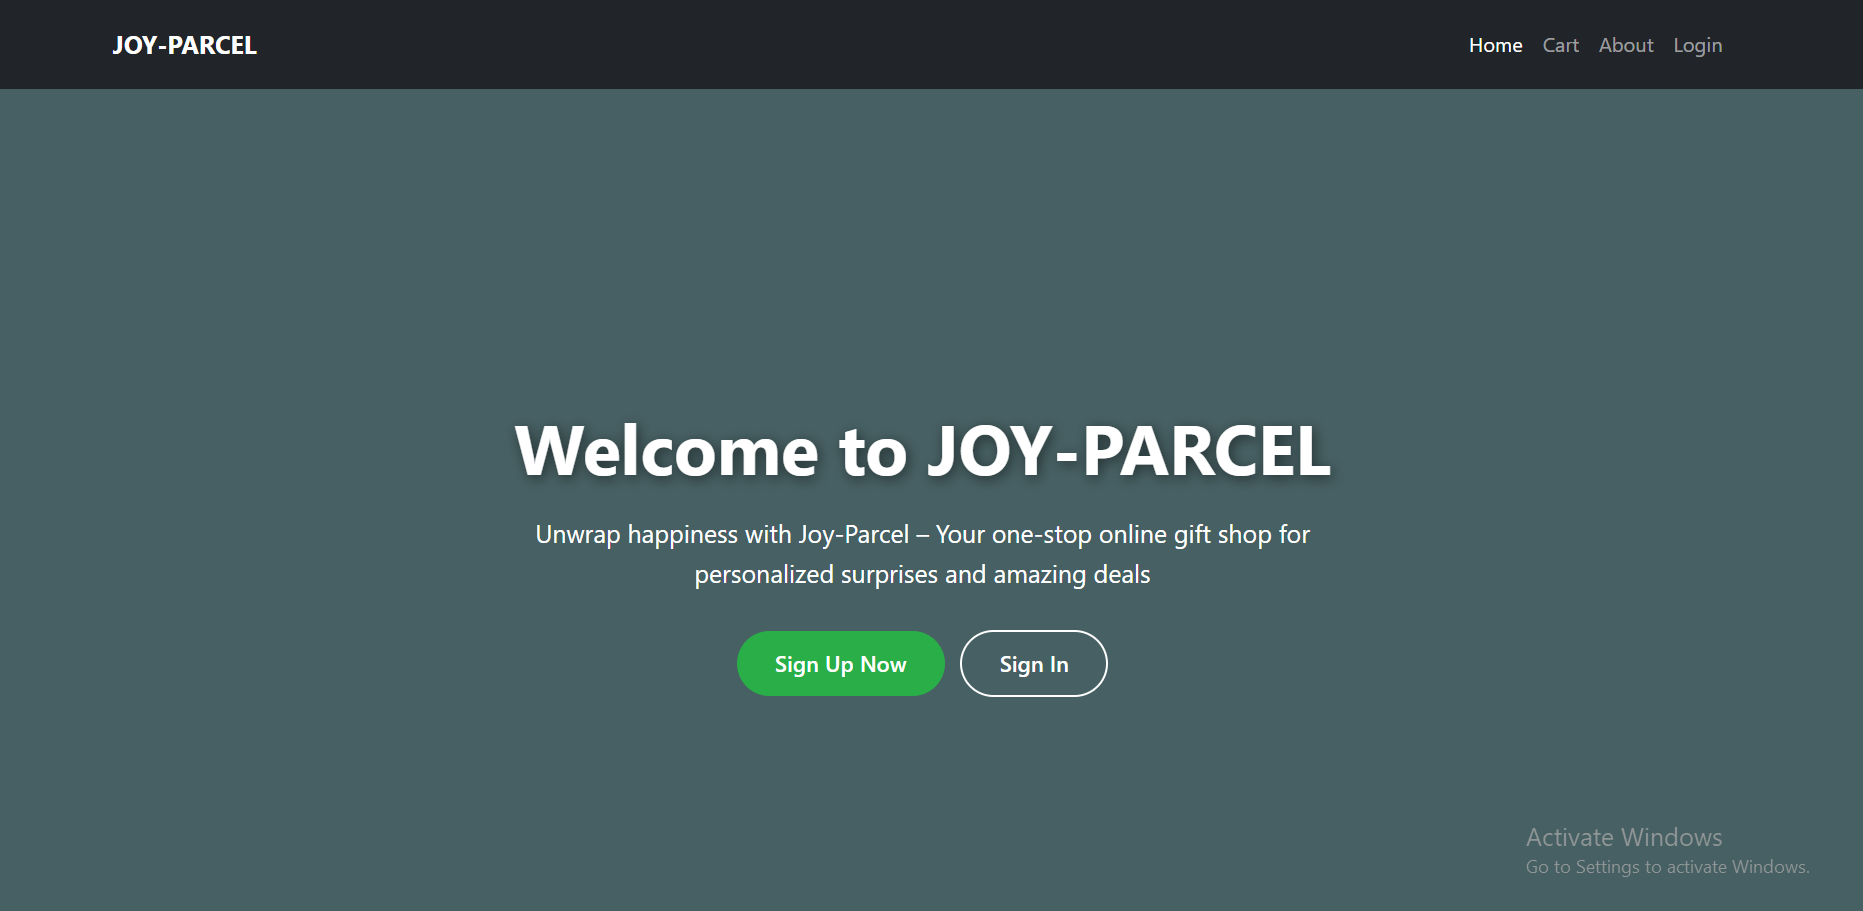 JOY-PARCEL
Home Cart About Login
Welcome to JOY-PARCEL
Unwrap happiness with Joy-Parcel – Your one-stop online gift shop for
personalized surprises and amazing deals
Sign Up Now Sign In
Activate Windows
Go to Settings to activate Windows.